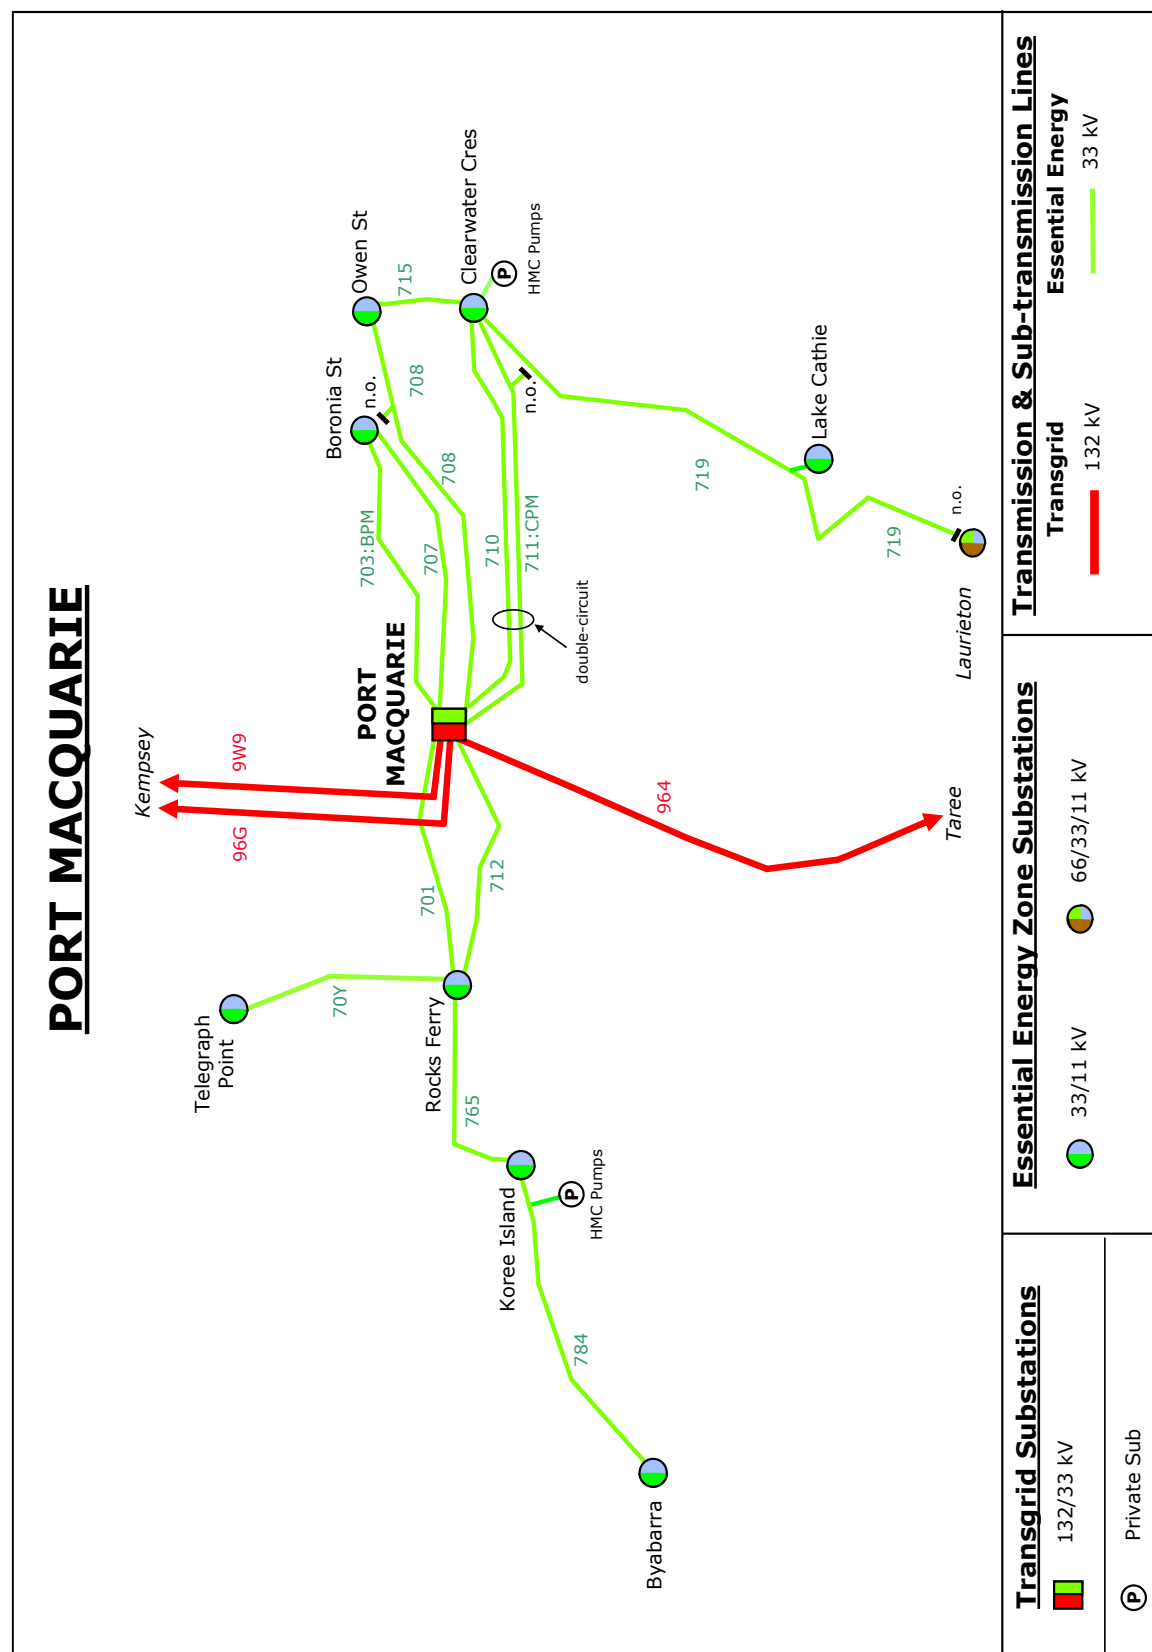 PORT MACQUARIE
Kempsey
96G
9W9
Telegraph
Point
70Y
Boronia St
n.o.
Owen St
715
708
708
703:BPM
707
PORT
MACQUARIE
Clearwater Cres
P
HMC Pumps
n.o.
710
711:CPM
double-circuit
701
712
Rocks Ferry
765
Koree Island
P
HMC Pumps
784
Byabarra
964
Taree
719
Lake Cathie
719
n.o.
Laurieton
Transgrid Substations
132/33 kV
P
Private Sub
Essential Energy Zone Substations
33/11 kV
66/33/11 kV
Transmission & Sub-transmission Lines
Transgrid
Essential Energy
132 kV
33 kV